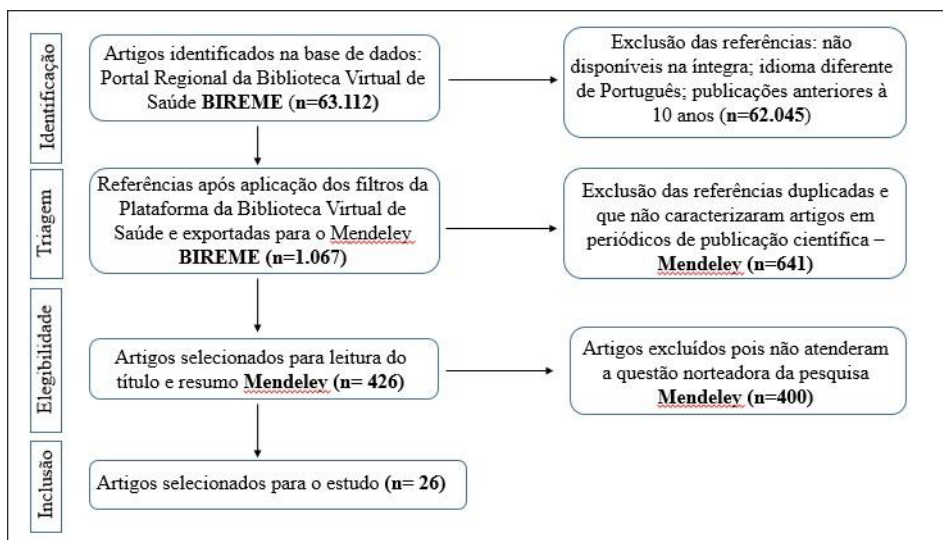 Identificação
Artigos identificados na base de dados:
Portal Regional da Biblioteca Virtual de
Saúde BIREME (n=63.112)
Exclusão das referências: não
disponíveis na íntegra; idioma diferente
de Português; publicações anteriores à
10 anos (n=62.045)
Triagem
Referências após aplicação dos filtros da
Plataforma da Biblioteca Virtual de
Saúde e exportadas para o Mendeley
BIREME (n=1.067)
Exclusão das referências duplicadas e
que não caracterizaram artigos em
periódicos de publicação científica –
Mendeley (n=641)
Elegibilidade
Artigos selecionados para leitura do
título e resumo Mendeley (n= 426)
Artigos excluídos pois não atenderam
a questão norteadora da pesquisa
Mendeley (n=400)
Inclusão
Artigos selecionados para o estudo (n= 26)